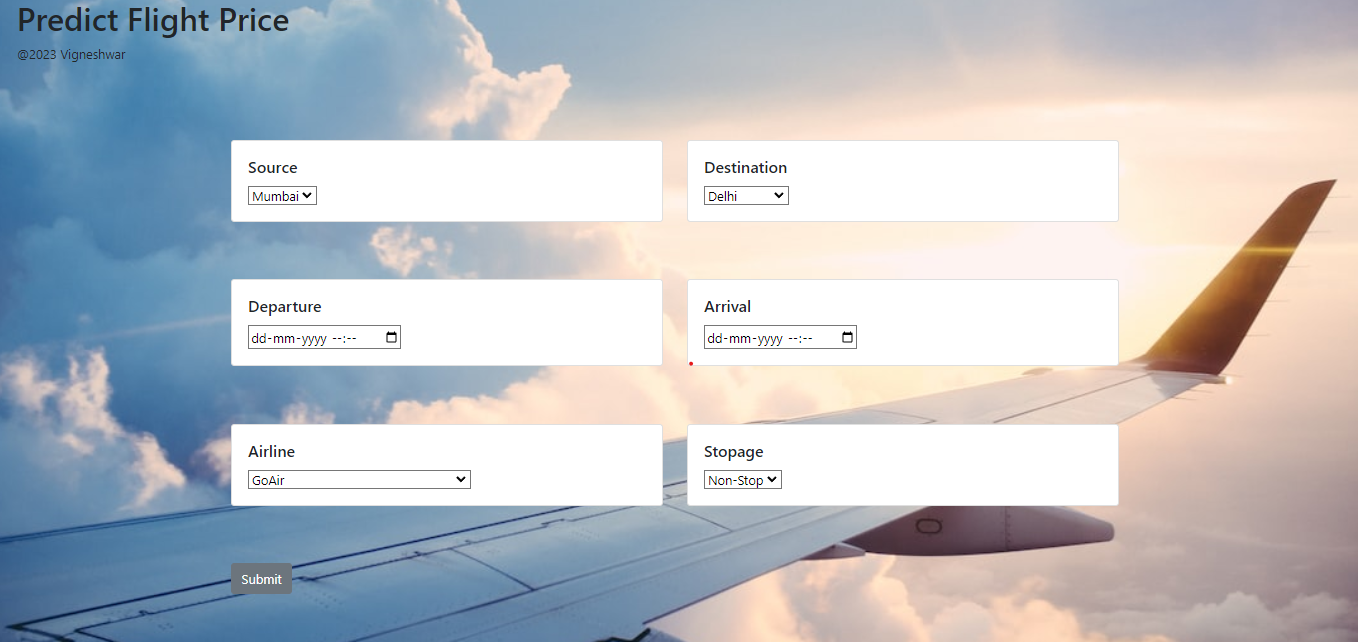 Predict Flight Price
@2023 Vigneshwar
Source
Destination
Mumbai
Delhi
Departure
Arrival
dd-mm-yyyy --:--
dd-mm-yyyy --:--
Airline
Stopage
GoAir
Non-Stop
Submit